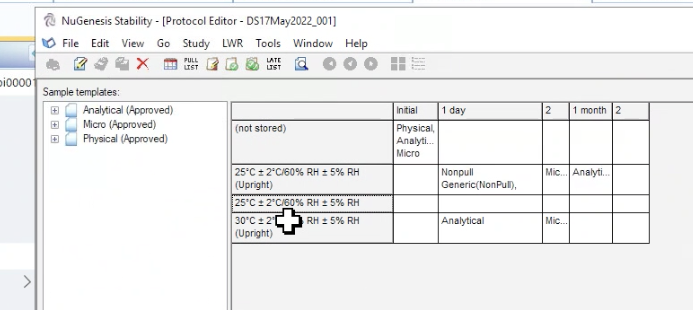 NuGenesis Stability - [Protocol Editor - DS17May2022_001]
File Edit View Go Study LWR Tools Window Help
FULL LIST LATE LIST
Sample templates:
Analytical (Approved)
Micro (Approved)
Physical (Approved)
Initial 1 day 2 1 month 2
(not stored) Physical,
Analyti...
Micro
25°C ± 2°C/60% RH ± 5% RH Nonpull Mic... Analyti...
(Upright) Generic(NonPull),
25°C ± 2°C/60% RH ± 5% RH
30°C ± 2° % RH ± 5% RH Analytical Mic...
(Upright)